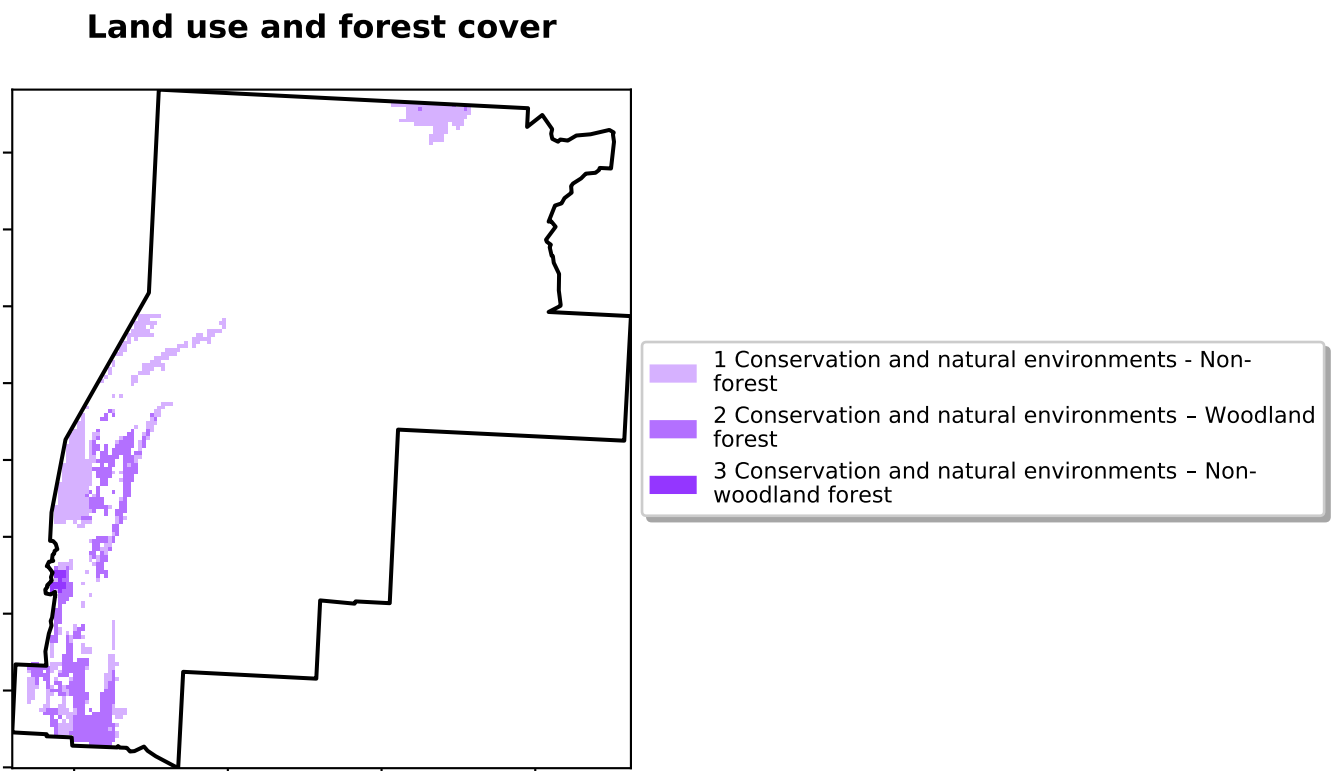 Land use and forest cover
1 Conservation and natural environments - Non-
forest
2 Conservation and natural environments – Woodland
forest
3 Conservation and natural environments – Non-
woodland forest